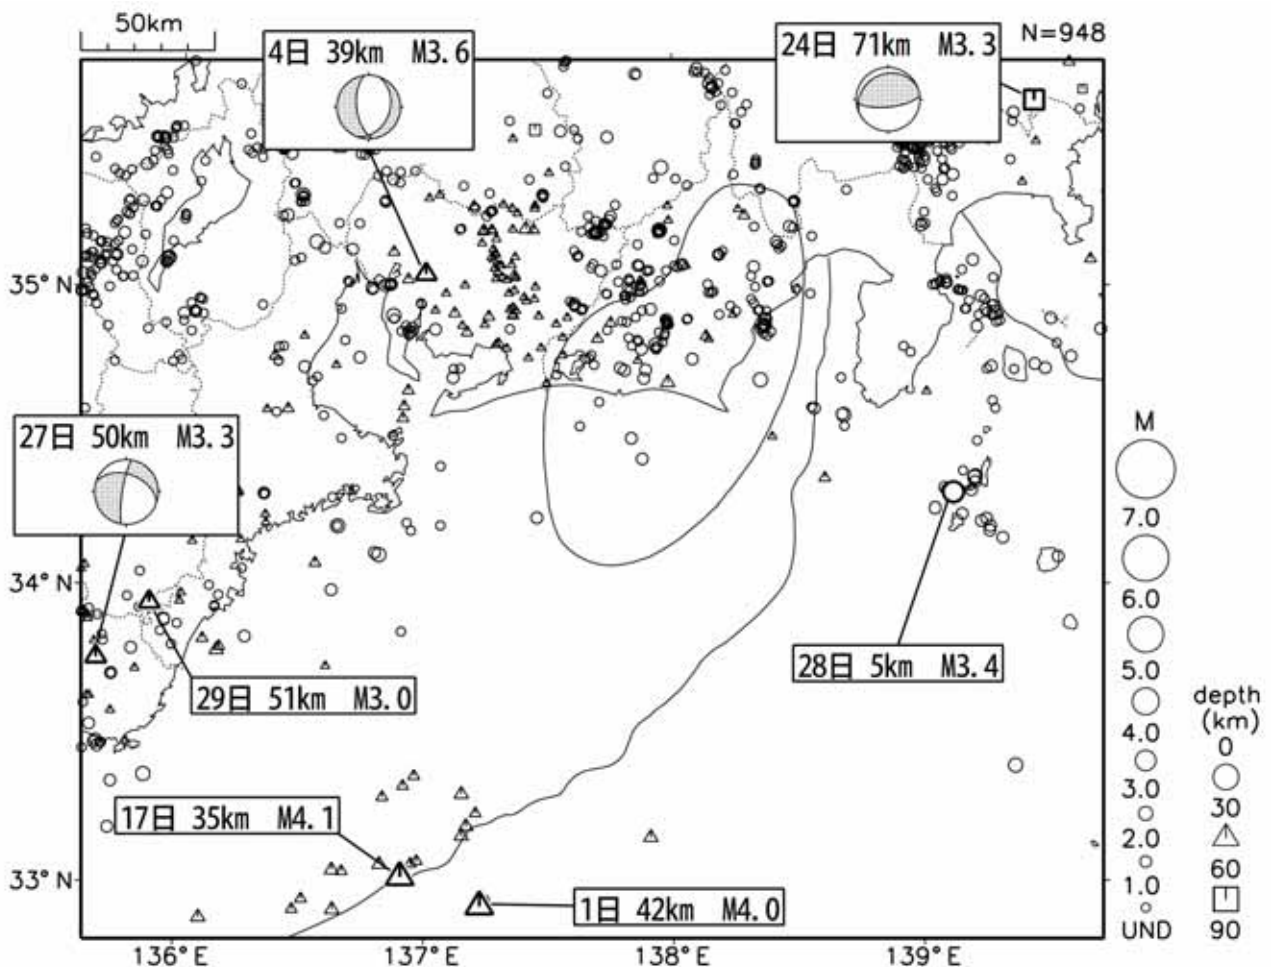 50km
N=948
4日 39km M3.6
24日 71km M3.3
35°N
27日 50km M3.3
34°N
29日 51km M3.0
28日 5km M3.4
17日 35km M4.1
33°N
1日 42km M4.0
136°E
137°E
138°E
139°E
M
7.0
6.0
5.0
4.0
3.0
2.0
1.0
UND
depth
(km)
0
30
60
90